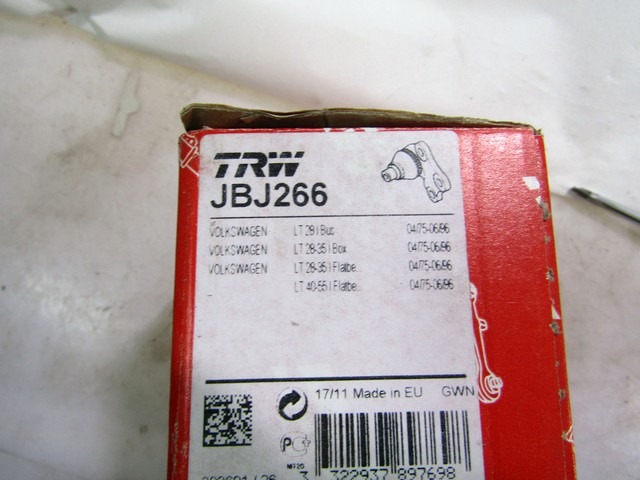 TRW
JBJ266
VOLKSWAGEN LT 28 I Bus 04/75-06/96
VOLKSWAGEN LT 28-35 I Box 04/75-06/96
VOLKSWAGEN LT 28-35 I Flatbe... 04/75-06/96
LT 40-55 I Flatbe... 04/75-06/96
17/11 Made in EU GWN
3 322937 897698